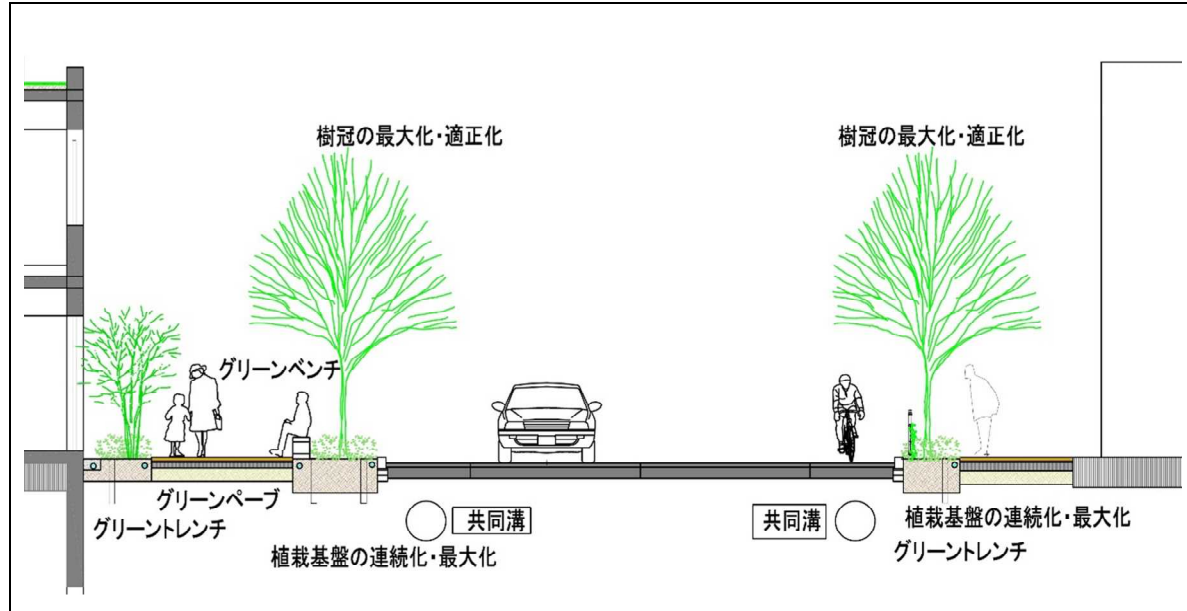 樹冠の最大化・適正化
樹冠の最大化・適正化
グリーンベンチ
グリーンペーブ
グリーントレンチ
共同溝
植栽基盤の連続化・最大化
共同溝
植栽基盤の連続化・最大化
グリーントレンチ